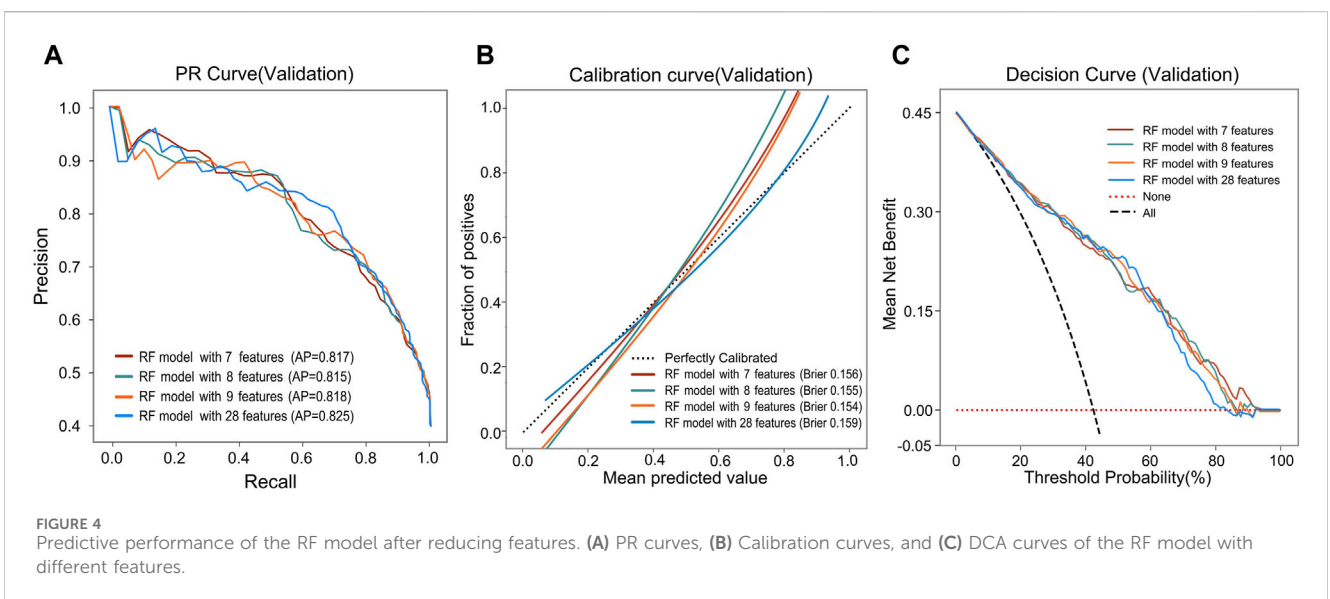 A
PR Curve(Validation)
1.0
0.9
0.8
0.7
0.6
0.5
0.4
Precision
RF model with 7 features (AP=0.817)
RF model with 8 features (AP=0.815)
RF model with 9 features (AP=0.818)
RF model with 28 features (AP=0.825)
0.0 0.2 0.4 0.6 0.8 1.0
Recall
B
Calibration curve(Validation)
1.0
0.8
0.6
0.4
0.2
0.0
Fraction of positives
Perfectly Calibrated
RF model with 7 features (Brier 0.156)
RF model with 8 features (Brier 0.155)
RF model with 9 features (Brier 0.154)
RF model with 28 features (Brier 0.159)
0.0 0.2 0.4 0.6 0.8 1.0
Mean predicted value
C
Decision Curve (Validation)
0.45
0.30
0.15
0.00
-0.05
Mean Net Benefit
RF model with 7 features
RF model with 8 features
RF model with 9 features
RF model with 28 features
None
All
0 20 40 60 80 100
Threshold Probability(%)
FIGURE 4
Predictive performance of the RF model after reducing features. (A) PR curves, (B) Calibration curves, and (C) DCA curves of the RF model with
different features.